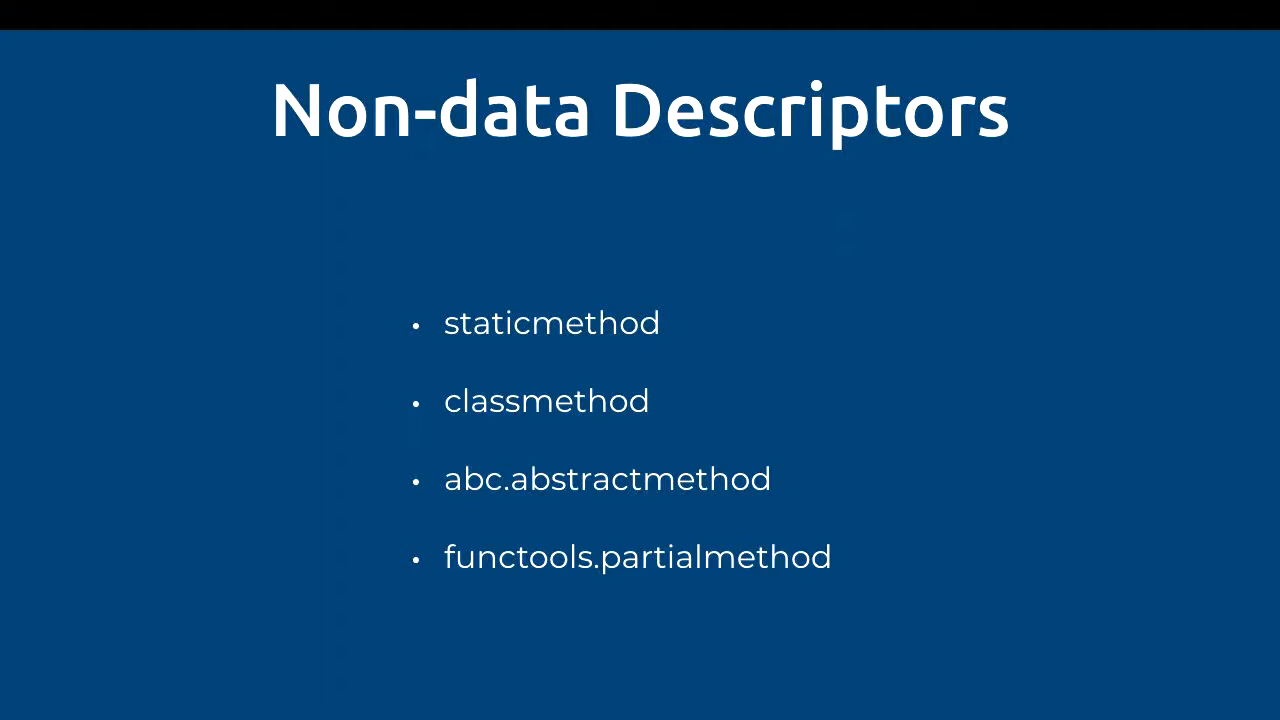 Non-data Descriptors
• staticmethod
• classmethod
• abc.abstractmethod
• functools.partialmethod